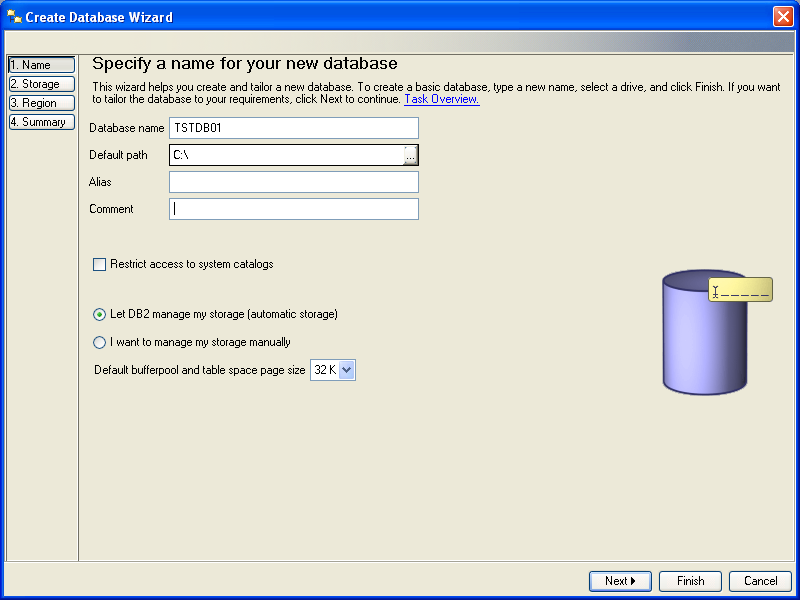 Create Database Wizard
1. Name
2. Storage
3. Region
4. Summary
Specify a name for your new database
This wizard helps you create and tailor a new database. To create a basic database, type a new name, select a drive, and click Finish. If you want
to tailor the database to your requirements, click Next to continue. Task Overview.
Database name TSTDB01
Default path C:\ ...
Alias
Comment
Restrict access to system catalogs
Let DB2 manage my storage (automatic storage)
I want to manage my storage manually
Default bufferpool and table space page size 32 K
Next Finish Cancel